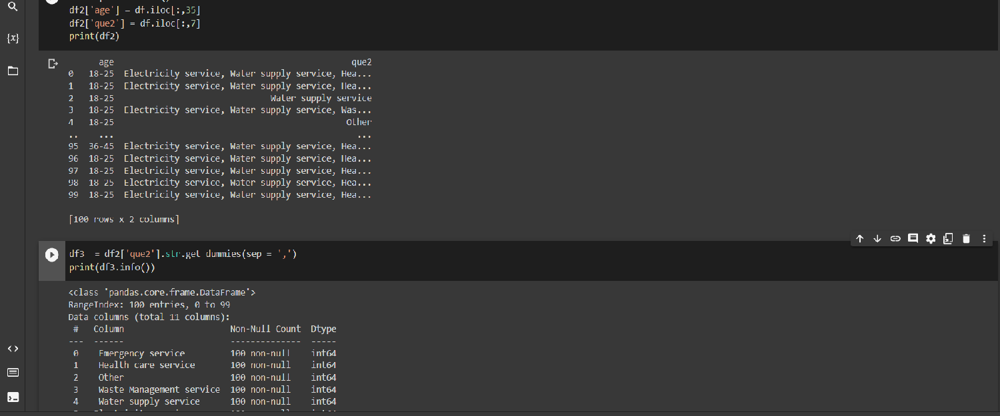 df2['age'] = df.iloc[:,35]
df2['que2'] = df.iloc[:,7]
print(df2)
age que2
0 18-25 Electricity service, Water supply service, Hea...
1 18-25 Electricity service, Water supply service, Hea...
2 18-25 Water supply service
3 18-25 Electricity service, Water supply service, Was...
4 18-25 Other
.. ... ...
95 36-45 Electricity service, Water supply service, Hea...
96 18-25 Electricity service, Water supply service, Hea...
97 18-25 Electricity service, Water supply service, Hea...
98 18-25 Electricity service, Water supply service, Hea...
99 18-25 Electricity service, Water supply service, Hea...
[100 rows x 2 columns]
df3 = df2['que2'].str.get_dummies(sep = ',')
print(df3.info())
<class 'pandas.core.frame.DataFrame'>
RangeIndex: 100 entries, 0 to 99
Data columns (total 11 columns):
# Column Non-Null Count Dtype
--- ------ -------------- -----
0 Emergency service 100 non-null int64
1 Health care service 100 non-null int64
2 Other 100 non-null int64
3 Waste Management service 100 non-null int64
4 Water supply service 100 non-null int64